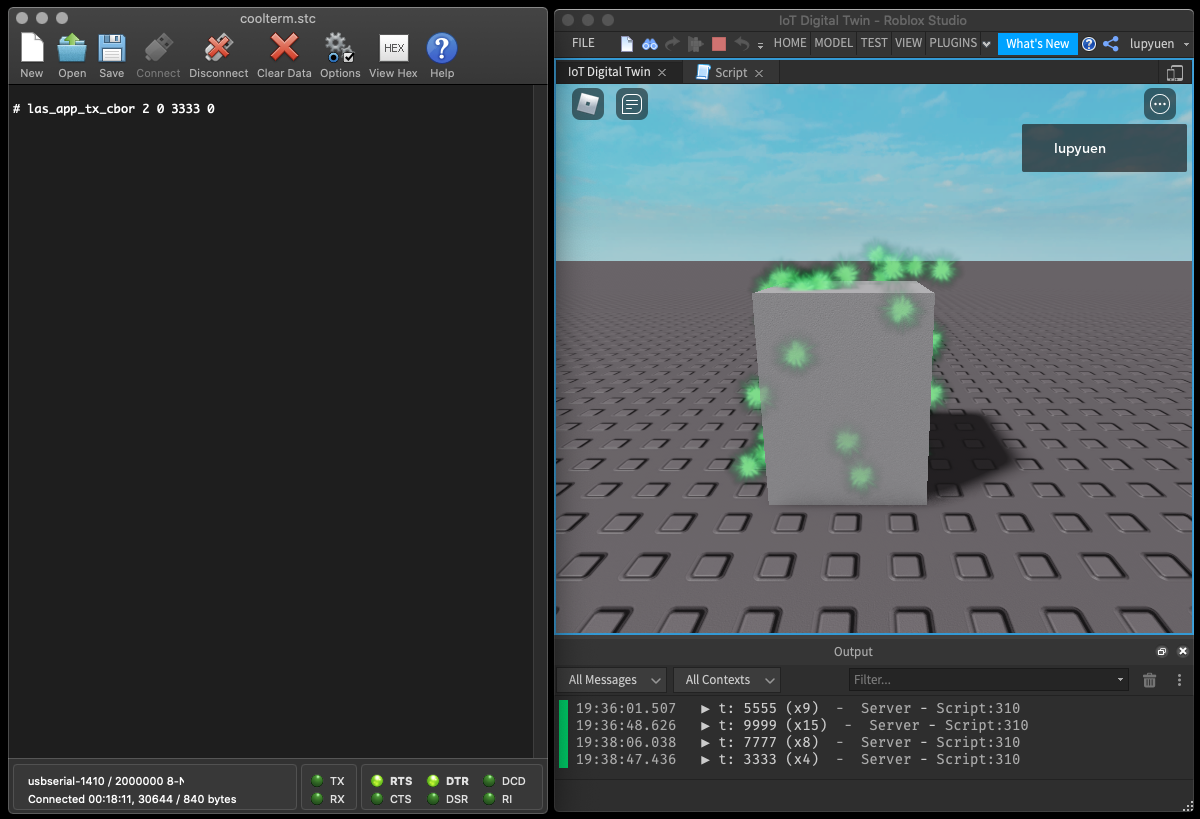 coolterm.stc
New Open Save Connect Disconnect Clear Data Options View Hex Help
HEX
# las_app_tx_cbor 2 0 3333 0
usbserial-1410 / 2000000 8-N
Connected 00:18:11, 30644 / 840 bytes
TX RTS DTR DCD
RX CTS DSR RI
IoT Digital Twin - Roblox Studio
FILE HOME MODEL TEST VIEW PLUGINS What's New lupyuen
IoT Digital Twin Script
lupyuen
Output
All Messages All Contexts Filter...
19:36:01.507 ▶ t: 5555 (x9) - Server - Script:310
19:36:48.626 ▶ t: 9999 (x15) - Server - Script:310
19:38:06.038 ▶ t: 7777 (x8) - Server - Script:310
19:38:47.436 ▶ t: 3333 (x4) - Server - Script:310